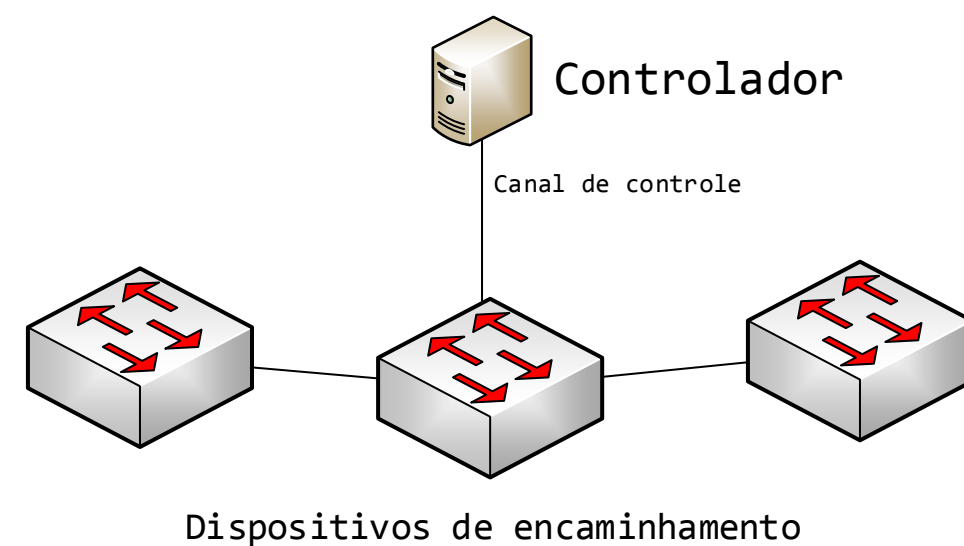 Controlador
Canal de controle
Dispositivos de encaminhamento